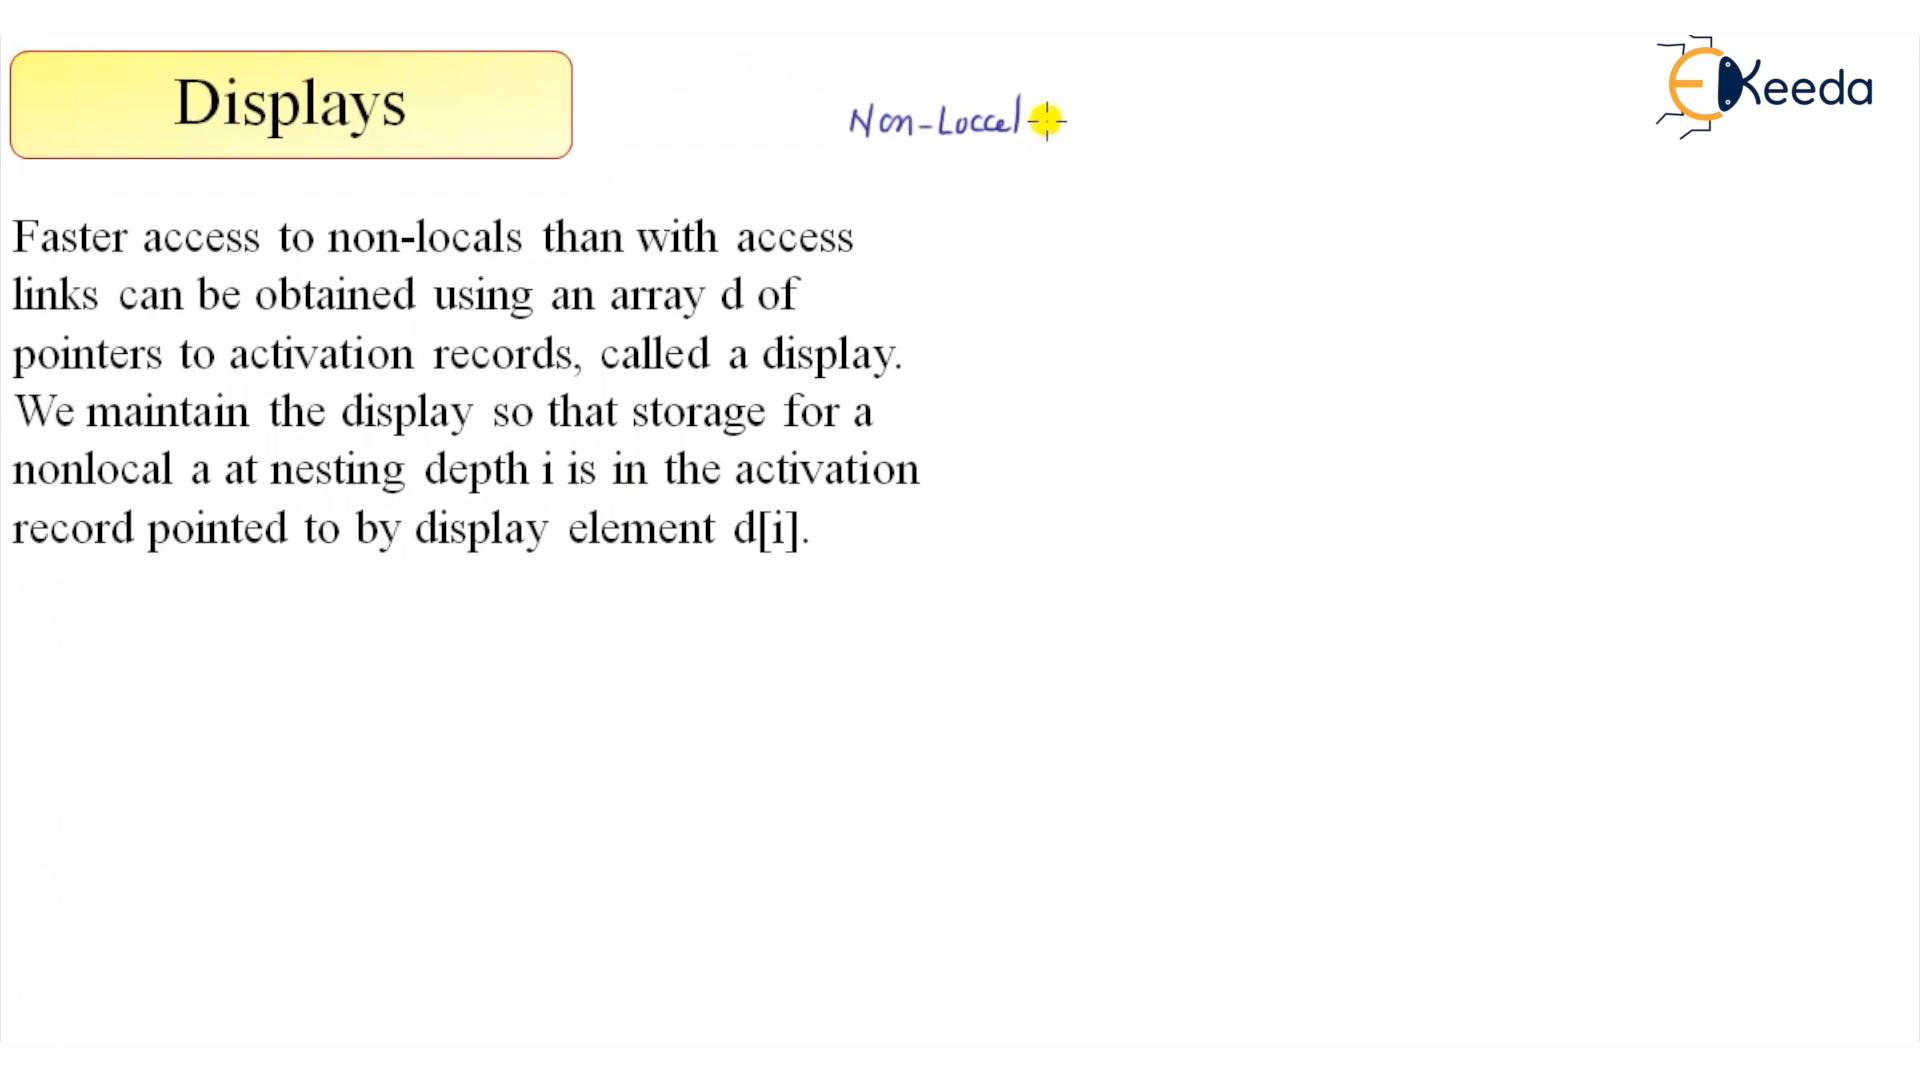 Displays
Non-Local
EKeeda
Faster access to non-locals than with access
links can be obtained using an array d of
pointers to activation records, called a display.
We maintain the display so that storage for a
nonlocal a at nesting depth i is in the activation
record pointed to by display element d[i].